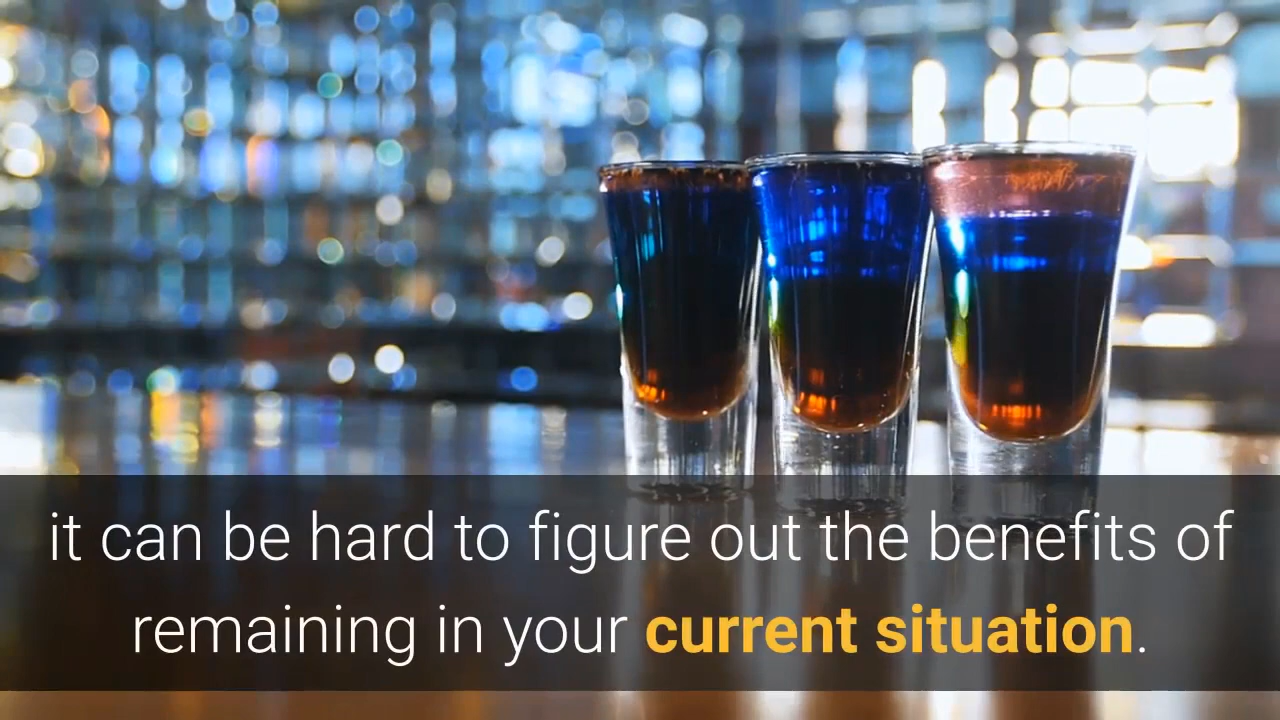 it can be hard to figure out the benefits of
remaining in your current situation.